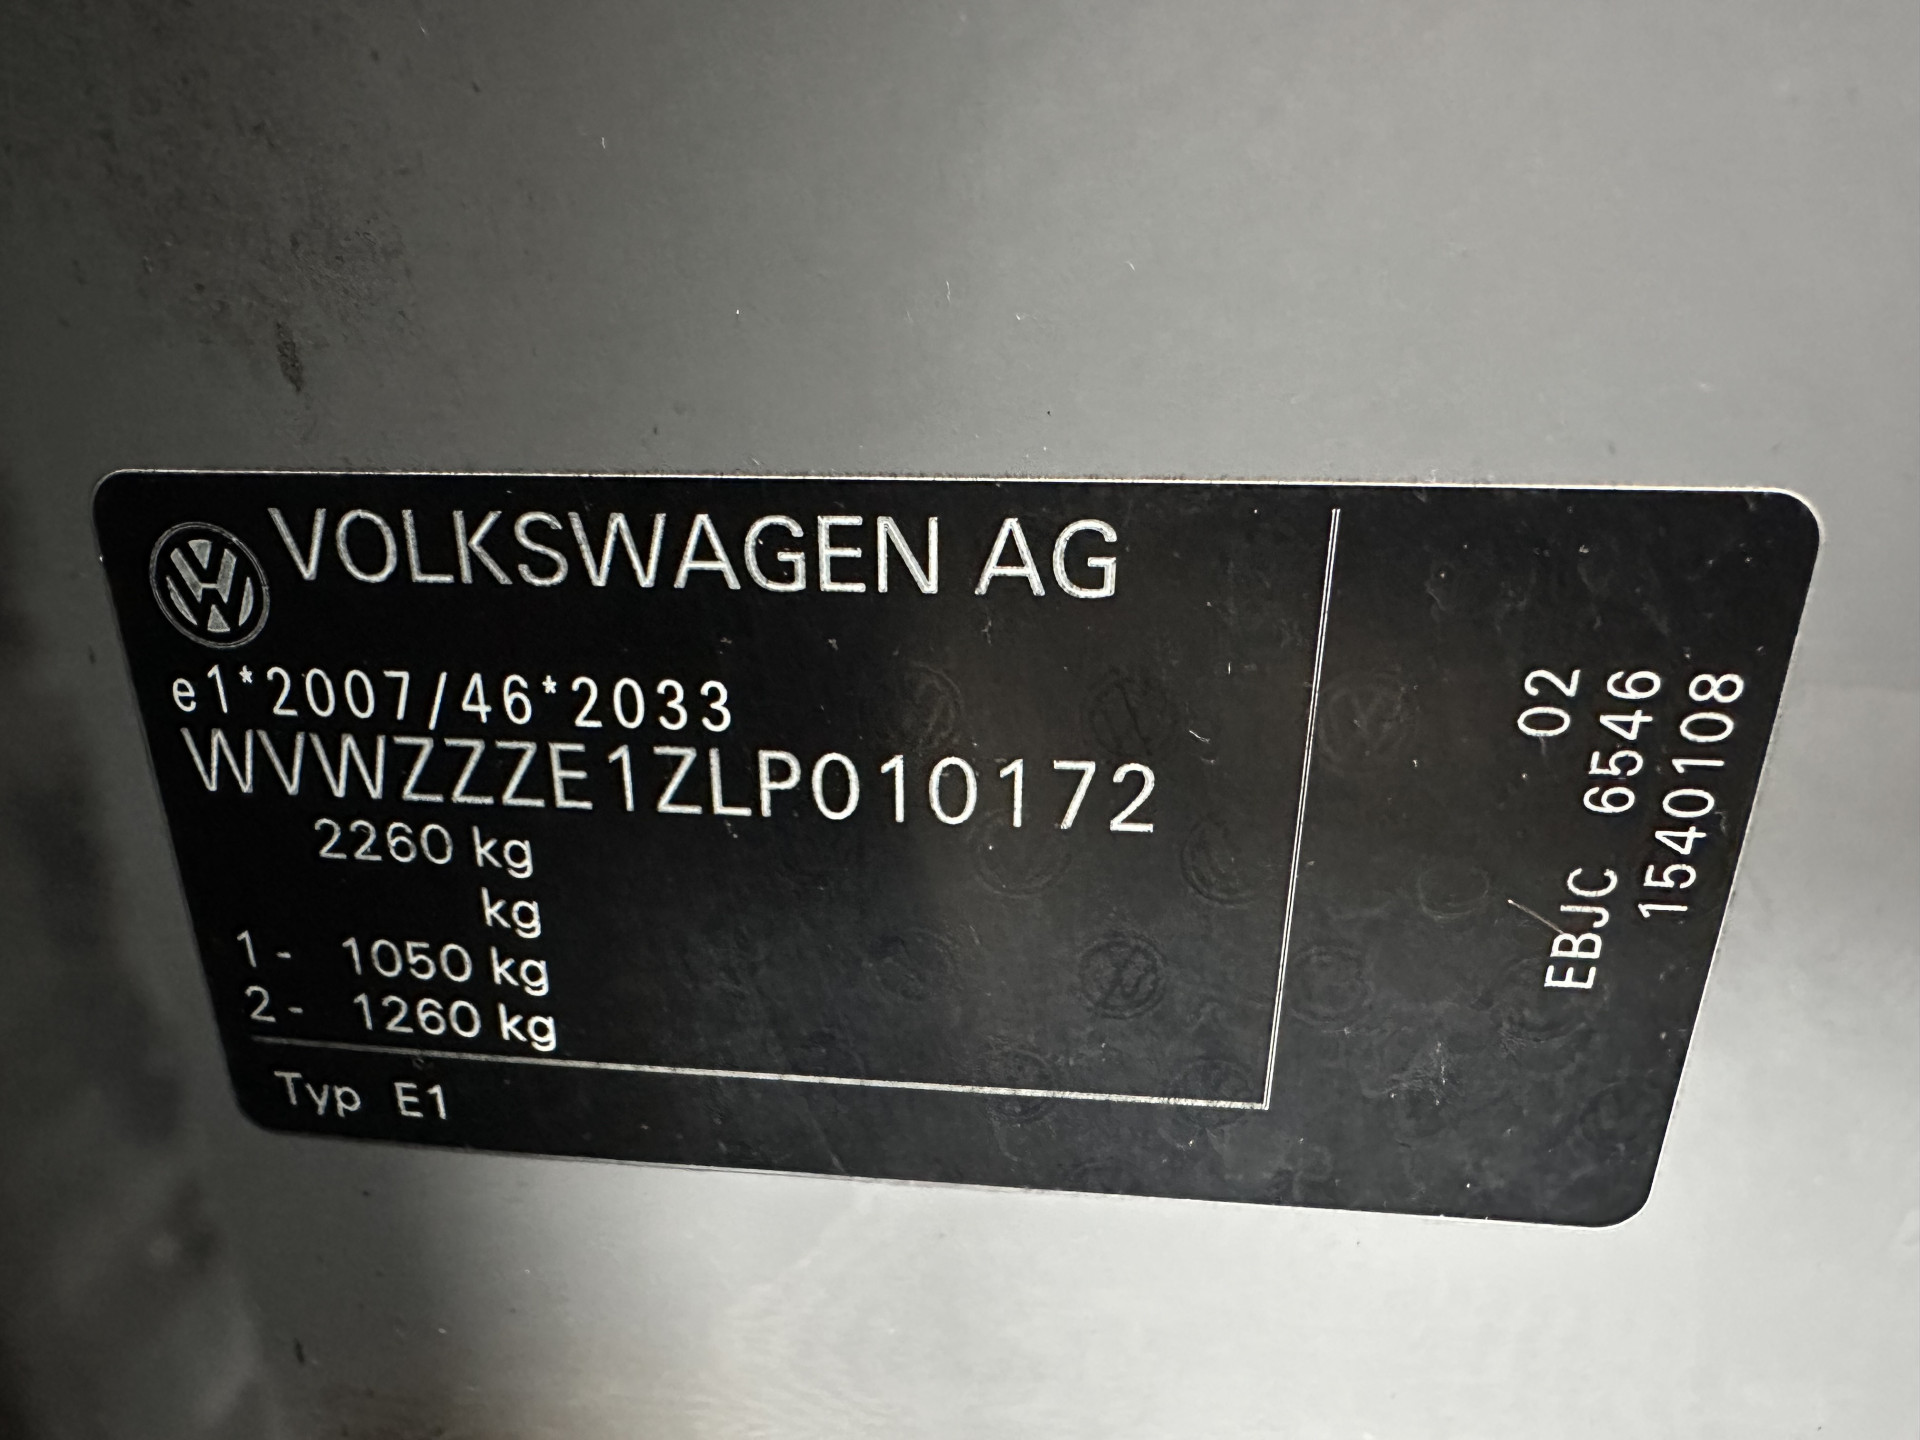 VOLKSWAGEN AG
e1*2007/46*2033
WVWZZZE1ZLP010172
2260 kg
kg
1- 1050 kg
2- 1260 kg
Typ E1
02
EBJC 6546
1540108